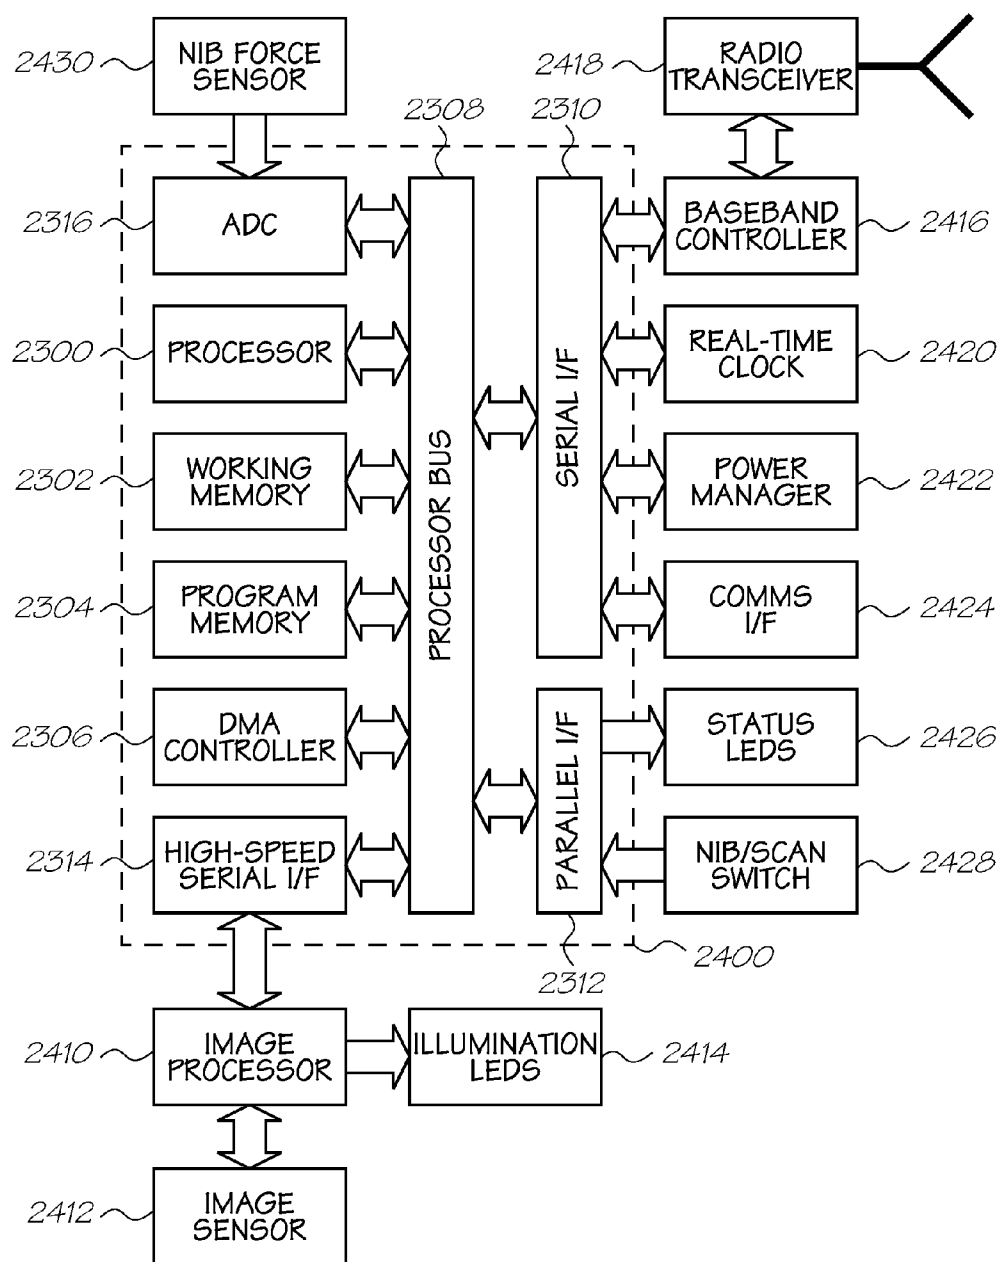 2430
NIB FORCE
SENSOR
2418
RADIO
TRANSCEIVER
2308
2310
2316
ADC
BASEBAND
CONTROLLER
2416
2300
PROCESSOR
REAL-TIME
CLOCK
2420
PROCESSOR BUS
SERIAL I/F
2302
WORKING
MEMORY
POWER
MANAGER
2422
2304
PROGRAM
MEMORY
COMMS
I/F
2424
2306
DMA
CONTROLLER
PARALLEL I/F
STATUS
LEDS
2426
2314
HIGH-SPEED
SERIAL I/F
NIB/SCAN
SWITCH
2428
2312
2400
2410
IMAGE
PROCESSOR
ILLUMINATION
LEDS
2414
2412
IMAGE
SENSOR